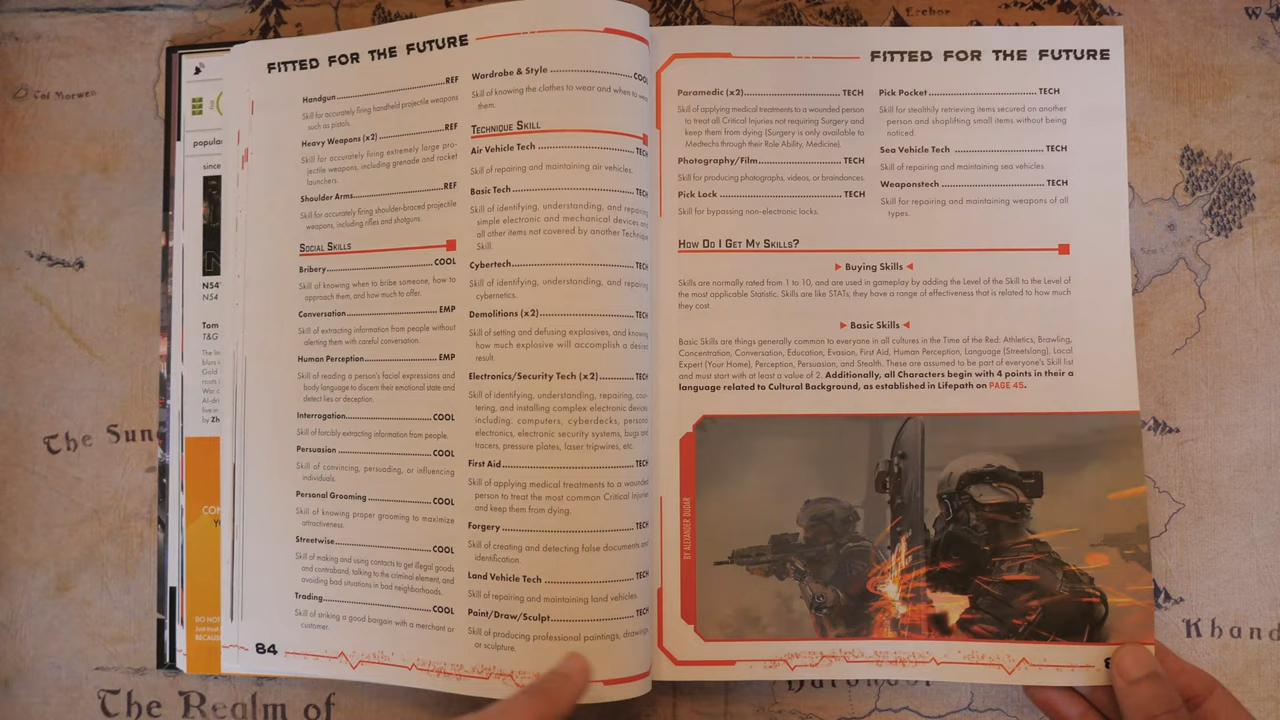 Erebor
W
Col Morwen
The Sun
The Realm of
Khand
popula
since
N54
N54
Tom
T&G
Gold
by Zh
CON
DO NOT
BECAUSE
FITTED FOR THE FUTURE
Handgun REF
Skill for accurately firing handheld projectile weapons
such as pistols.
Heavy Weapons (x2) REF
Skill for accurately firing extremely large pro-
jectile weapons, including grenade and rocket
launchers.
Shoulder Arms REF
Skill for accurately firing shoulder-braced projectile
weapons, including rifles and shotguns.
SOCIAL SKILLS
Bribery COOL
Skill of knowing when to bribe someone, how to
approach them, and how much to offer.
Conversation EMP
Skill of extracting information from people without
alerting them with careful conversation.
Human Perception EMP
Skill of reading a person's facial expressions and
body language to discern their emotional state and
detect lies or deception.
Interrogation COOL
Skill of forcibly extracting information from people.
Persuasion COOL
Skill of convincing, persuading, or influencing
individuals.
Personal Grooming COOL
Skill of knowing proper grooming to maximize
attractiveness.
Streetwise COOL
Skill of making and using contacts to get illegal goods
and contraband, talking to the criminal element, and
avoiding bad situations in bad neighborhoods.
Trading COOL
Skill of striking a good bargain with a merchant or
customer.
84
Wardrobe & Style COOL
Skill of knowing the clothes to wear and when to wear
them.
TECHNIQUE SKILL
Air Vehicle Tech TECH
Skill of repairing and maintaining air vehicles.
Basic Tech TECH
Skill of identifying, understanding, and repairing
simple electronic and mechanical devices and
all other items not covered by another Technique
Skill.
Cybertech TECH
Skill of identifying, understanding, and repairing
cybernetics.
Demolitions (x2) TECH
Skill of setting and defusing explosives, and knowing
how much explosive will accomplish a desired
result.
Electronics/Security Tech (x2) TECH
Skill of identifying, understanding, repairing, coun-
tering, and installing complex electronic devices
including: computers, cyberdecks, personal
electronics, electronic security systems, bugs and
tracers, pressure plates, laser tripwires, etc.
First Aid TECH
Skill of applying medical treatments to a wounded
person to treat the most common Critical Injuries
and keep them from dying.
Forgery TECH
Skill of creating and detecting false documents and
identification.
Land Vehicle Tech TECH
Skill of repairing and maintaining land vehicles.
Paint/Draw/Sculpt TECH
Skill of producing professional paintings, drawings
or sculpture.
FITTED FOR THE FUTURE
Paramedic (x2) TECH
Skill of applying medical treatments to a wounded person
to treat all Critical Injuries not requiring Surgery and
keep them from dying (Surgery is only available to
Medtechs through their Role Ability, Medicine).
Photography/Film TECH
Skill for producing photographs, videos, or braindances.
Pick Lock TECH
Skill for bypassing non-electronic locks.
Pick Pocket TECH
Skill for stealthily retrieving items secured on another
person and shoplifting small items without being
noticed.
Sea Vehicle Tech TECH
Skill of repairing and maintaining sea vehicles.
Weaponstech TECH
Skill for repairing and maintaining weapons of all
types.
HOW DO I GET MY SKILLS?
Buying Skills
Skills are normally rated from 1 to 10, and are used in gameplay by adding the Level of the Skill to the Level of
the most applicable Statistic. Skills are like STATs; they have a range of effectiveness that is related to how much
they cost.
Basic Skills
Basic Skills are things generally common to everyone in all cultures in the Time of the Red: Athletics, Brawling,
Concentration, Conversation, Education, Evasion, First Aid, Human Perception, Language (Streetslang), Local
Expert (Your Home), Perception, Persuasion, and Stealth. These are assumed to be part of everyone's Skill list
and must start with at least a value of 2. Additionally, all Characters begin with 4 points in their a
language related to Cultural Background, as established in Lifepath on PAGE 45.
BY ALEXANDER DUDAR
8